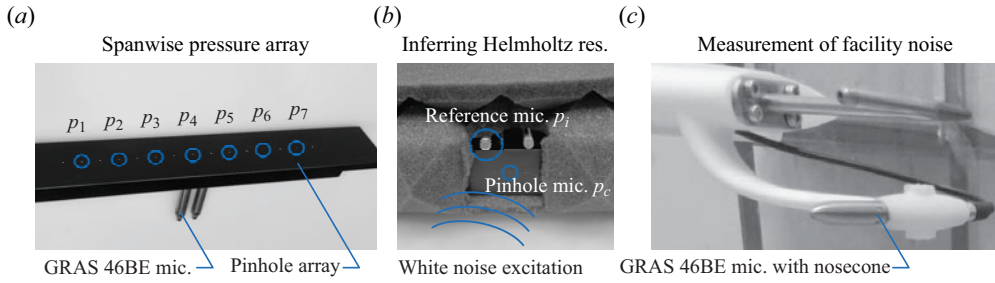 (a)
Spanwise pressure array
p1 p2 p3 p4 p5 p6 p7
GRAS 46BE mic.
Pinhole array
(b)
Inferring Helmholtz res.
Reference mic. pi
Pinhole mic. pc
White noise excitation
(c)
Measurement of facility noise
GRAS 46BE mic. with nosecone